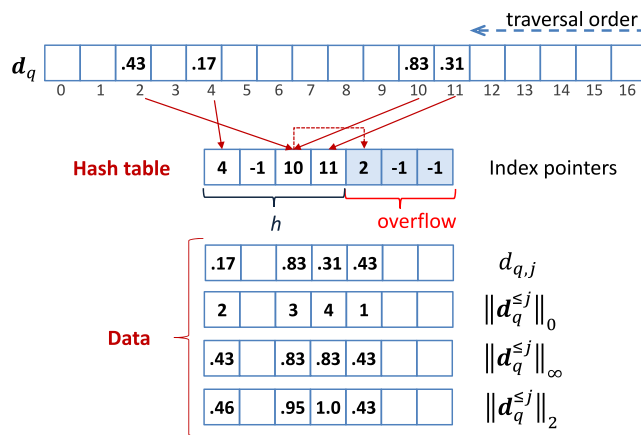 traversal order
d_q .43 .17 .83 .31
0 1 2 3 4 5 6 7 8 9 10 11 12 13 14 15 16
Hash table 4 -1 10 11 2 -1 -1 Index pointers
h overflow
.17 .83 .31 .43 d_{q,j}
2 3 4 1 ‖d_q^{≤j}‖_0
Data
.43 .83 .83 .43 ‖d_q^{≤j}‖_∞
.46 .95 1.0 .43 ‖d_q^{≤j}‖_2